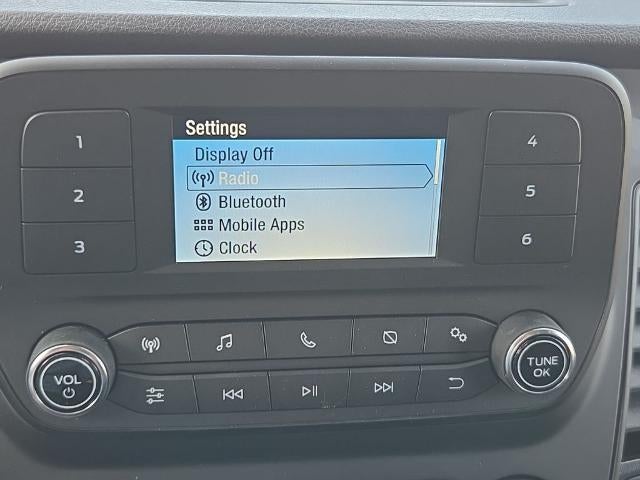 Settings
Display Off
Radio
Bluetooth
Mobile Apps
Clock
1
2
3
4
5
6
VOL
TUNE
OK